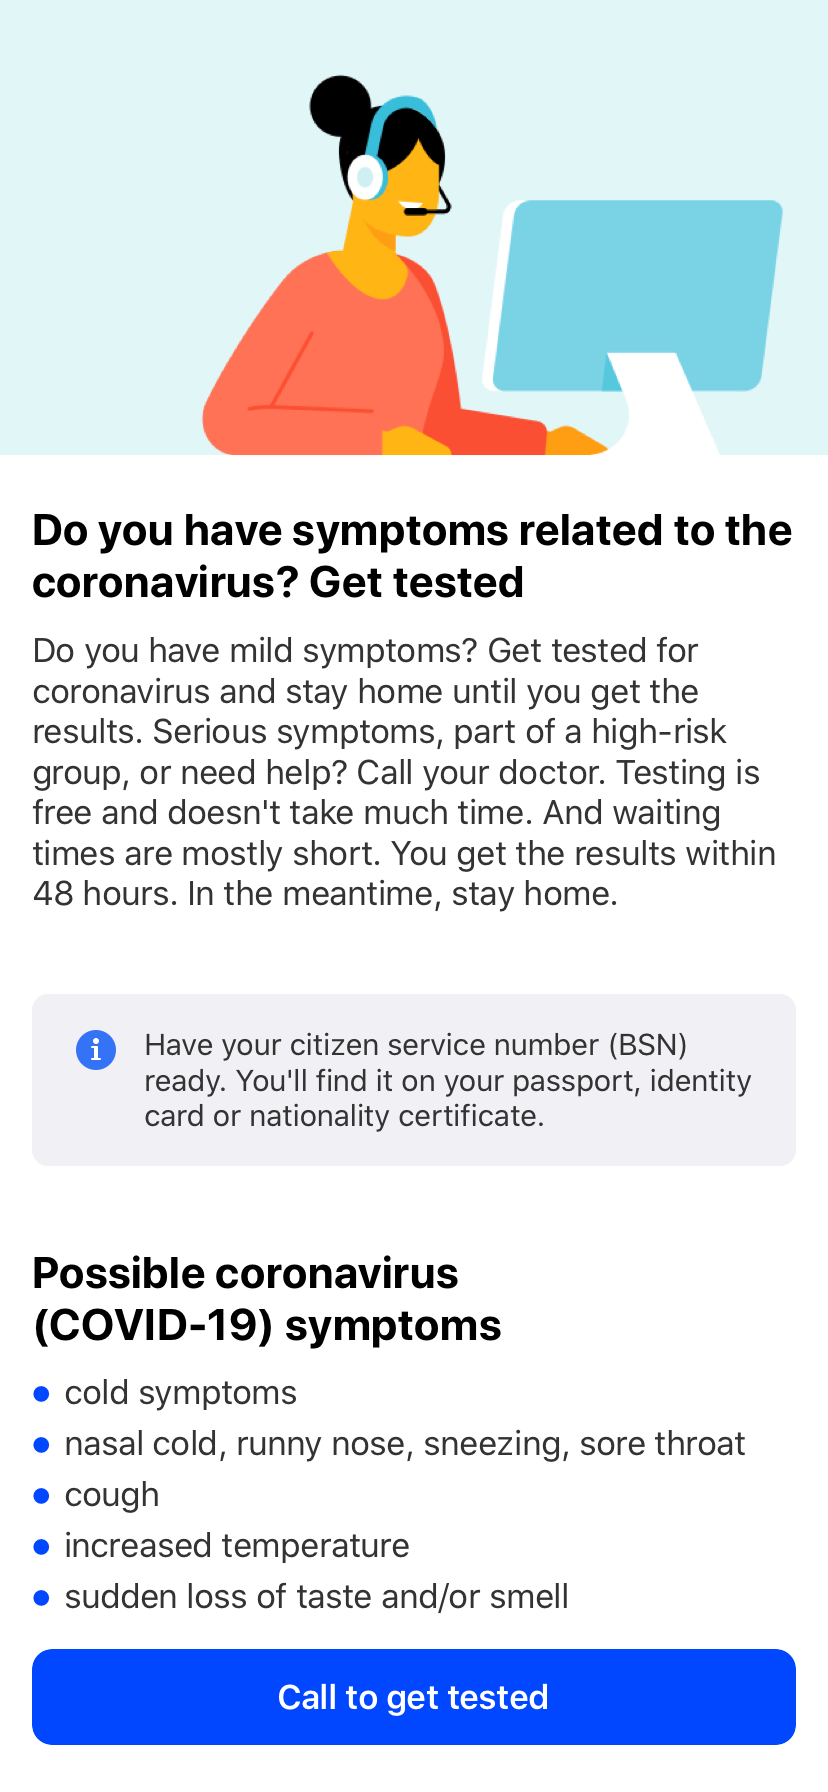 Do you have symptoms related to the
coronavirus? Get tested
Do you have mild symptoms? Get tested for
coronavirus and stay home until you get the
results. Serious symptoms, part of a high-risk
group, or need help? Call your doctor. Testing is
free and doesn't take much time. And waiting
times are mostly short. You get the results within
48 hours. In the meantime, stay home.
Have your citizen service number (BSN)
ready. You'll find it on your passport, identity
card or nationality certificate.
Possible coronavirus
(COVID-19) symptoms
• cold symptoms
• nasal cold, runny nose, sneezing, sore throat
• cough
• increased temperature
• sudden loss of taste and/or smell
Call to get tested